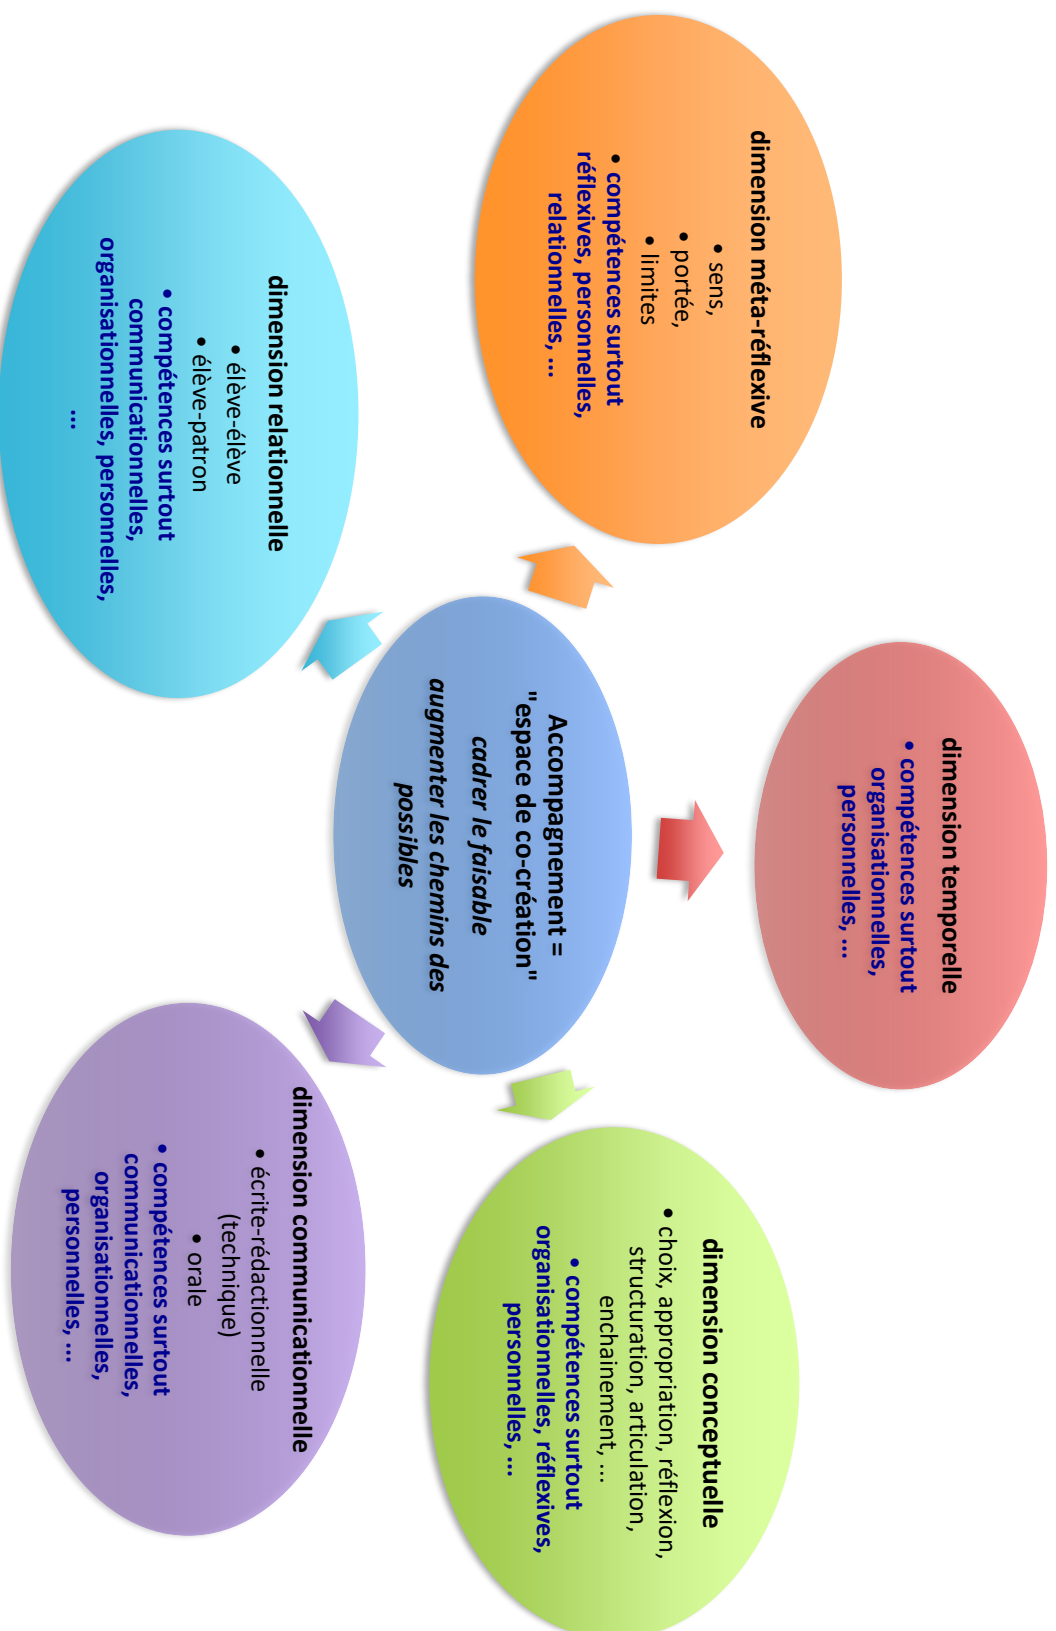 dimension temporelle
• compétences surtout
organisationnelles,
personnelles, ...
dimension méta-réflexive
• sens,
• portée,
• limites
• compétences surtout
réflexives, personnelles,
relationnelles, ...
dimension conceptuelle
• choix, appropriation, réflexion,
structuration, articulation,
enchainement, ...
• compétences surtout
organisationnelles, réflexives,
personnelles, ...
Accompagnement =
"espace de co-création"
cadrer le faisable
augmenter les chemins des
possibles
dimension relationnelle
• élève-élève
• élève-patron
• compétences surtout
communicationnelles,
organisationnelles, personnelles,
...
dimension communicationnelle
• écrite-rédactionnelle
(technique)
• orale
• compétences surtout
communicationnelles,
organisationnelles,
personnelles, ...